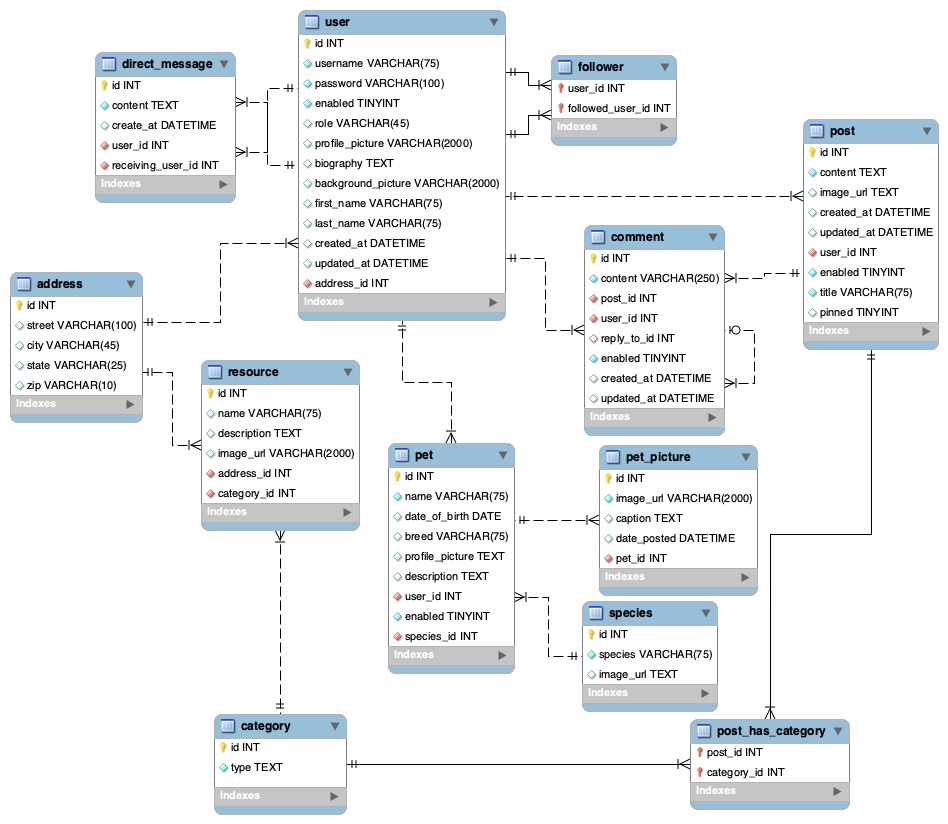 user
id INT
username VARCHAR(75)
password VARCHAR(100)
enabled TINYINT
role VARCHAR(45)
profile_picture VARCHAR(2000)
biography TEXT
background_picture VARCHAR(2000)
first_name VARCHAR(75)
last_name VARCHAR(75)
created_at DATETIME
updated_at DATETIME
address_id INT
Indexes
direct_message
id INT
content TEXT
create_at DATETIME
user_id INT
receiving_user_id INT
Indexes
follower
user_id INT
followed_user_id INT
Indexes
post
id INT
content TEXT
image_url TEXT
created_at DATETIME
updated_at DATETIME
user_id INT
enabled TINYINT
title VARCHAR(75)
pinned TINYINT
Indexes
comment
id INT
content VARCHAR(250)
post_id INT
user_id INT
reply_to_id INT
enabled TINYINT
created_at DATETIME
updated_at DATETIME
Indexes
address
id INT
street VARCHAR(100)
city VARCHAR(45)
state VARCHAR(25)
zip VARCHAR(10)
Indexes
resource
id INT
name VARCHAR(75)
description TEXT
image_url VARCHAR(2000)
address_id INT
category_id INT
Indexes
pet
id INT
name VARCHAR(75)
date_of_birth DATE
breed VARCHAR(75)
profile_picture TEXT
description TEXT
user_id INT
enabled TINYINT
species_id INT
Indexes
pet_picture
id INT
image_url VARCHAR(2000)
caption TEXT
date_posted DATETIME
pet_id INT
Indexes
species
id INT
species VARCHAR(75)
image_url TEXT
Indexes
category
id INT
type TEXT
Indexes
post_has_category
post_id INT
category_id INT
Indexes